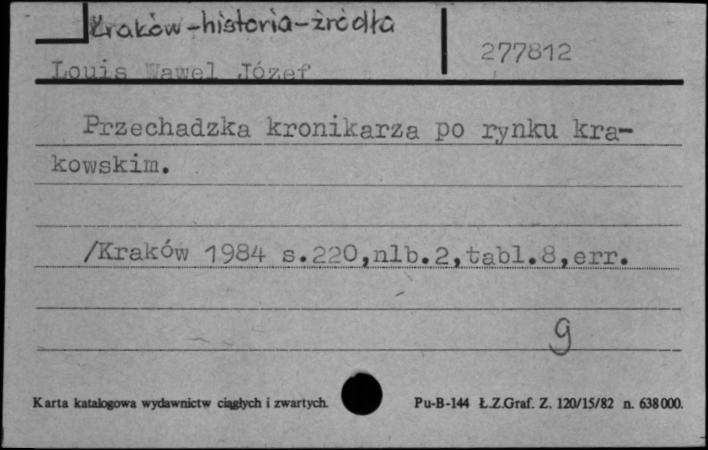 Kraków-historia-źródła
277812
Louis Wawel Józef
Przechadzka kronikarza po rynku kra-
kowskim.
/Kraków 1984 s.220,nlb.2,tabl.8,err.
g
Karta katalogowa wydawnictw ciągłych i zwartych.
Pu-B-144 Ł.Z.Graf. Z. 120/15/82 n. 638000.